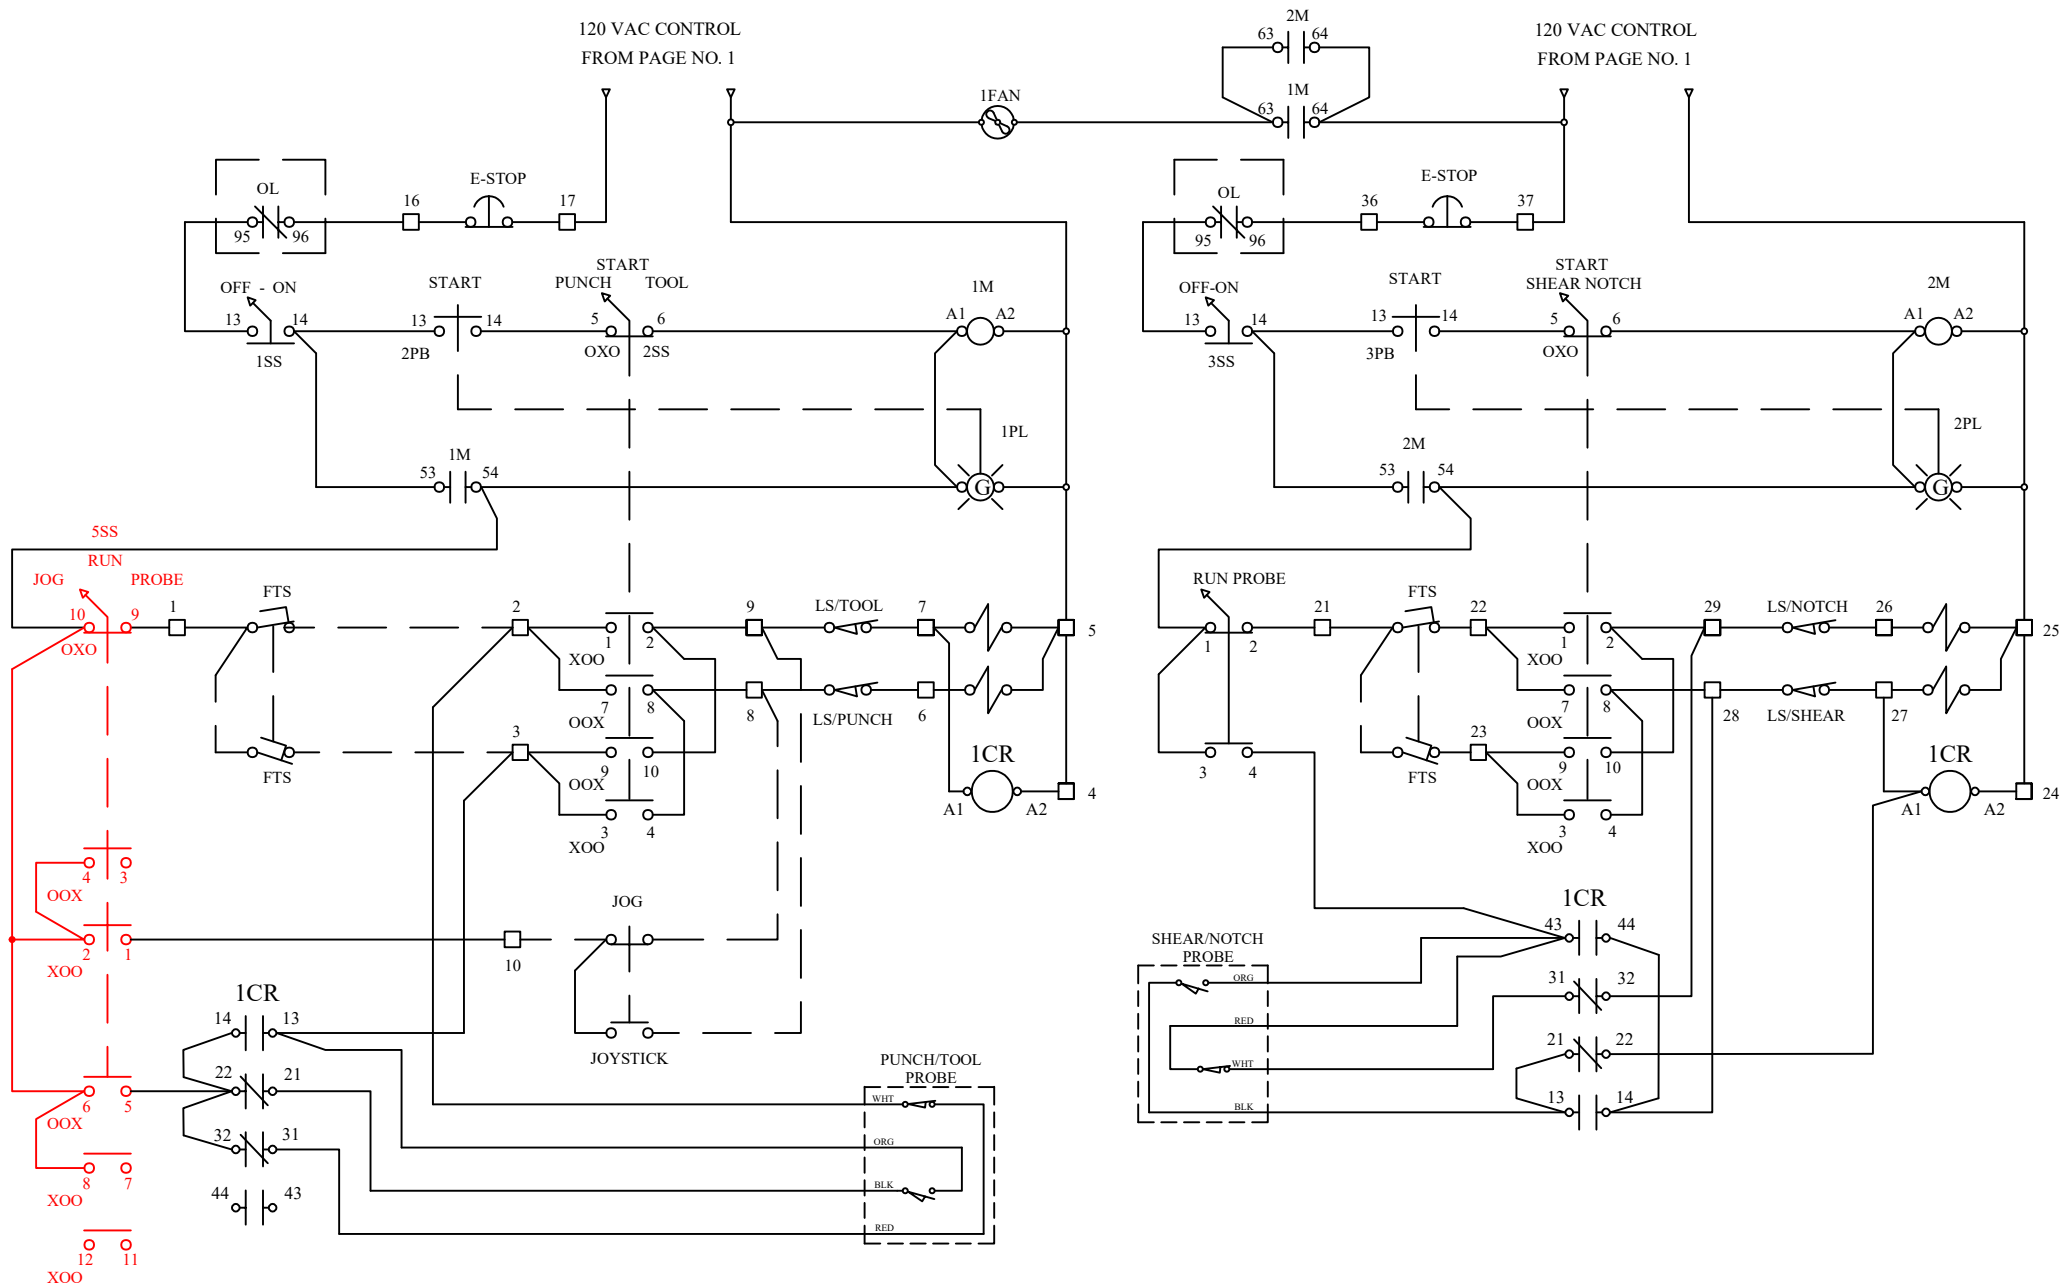 120 VAC CONTROL
FROM PAGE NO. 1
2M
63 64
1M
63 64
1FAN
120 VAC CONTROL
FROM PAGE NO. 1
OL
95 96
16
E-STOP
17
OFF - ON
13 14
1SS
START
13 14
2PB
START
PUNCH TOOL
5 6
OXO 2SS
1M
A1 A2
1PL
G
1M
53 54
5SS
RUN
JOG PROBE
10 9
OXO
1
FTS
FTS
2
3
1 2
XOO
7 8
OOX
9 10
OOX
3 4
XOO
9
LS/TOOL
7
5
8
LS/PUNCH
6
1CR
A1 A2
4
4 3
OOX
2 1
XOO
10
JOG
JOYSTICK
1CR
14 13
22 21
32 31
44 43
6 5
OOX
8 7
XOO
12 11
XOO
PUNCH/TOOL
PROBE
WHT
ORG
BLK
RED
OL
95 96
36
E-STOP
37
OFF-ON
13 14
3SS
START
13 14
3PB
START
SHEAR NOTCH
5 6
OXO
2M
A1 A2
2PL
G
2M
53 54
RUN PROBE
1 2
3 4
21
FTS
FTS
22
23
1 2
XOO
7 8
OOX
9 10
OOX
3 4
XOO
29
LS/NOTCH
26
25
28
LS/SHEAR
27
1CR
A1 A2
24
1CR
43 44
31 32
21 22
13 14
SHEAR/NOTCH
PROBE
ORG
RED
WHT
BLK